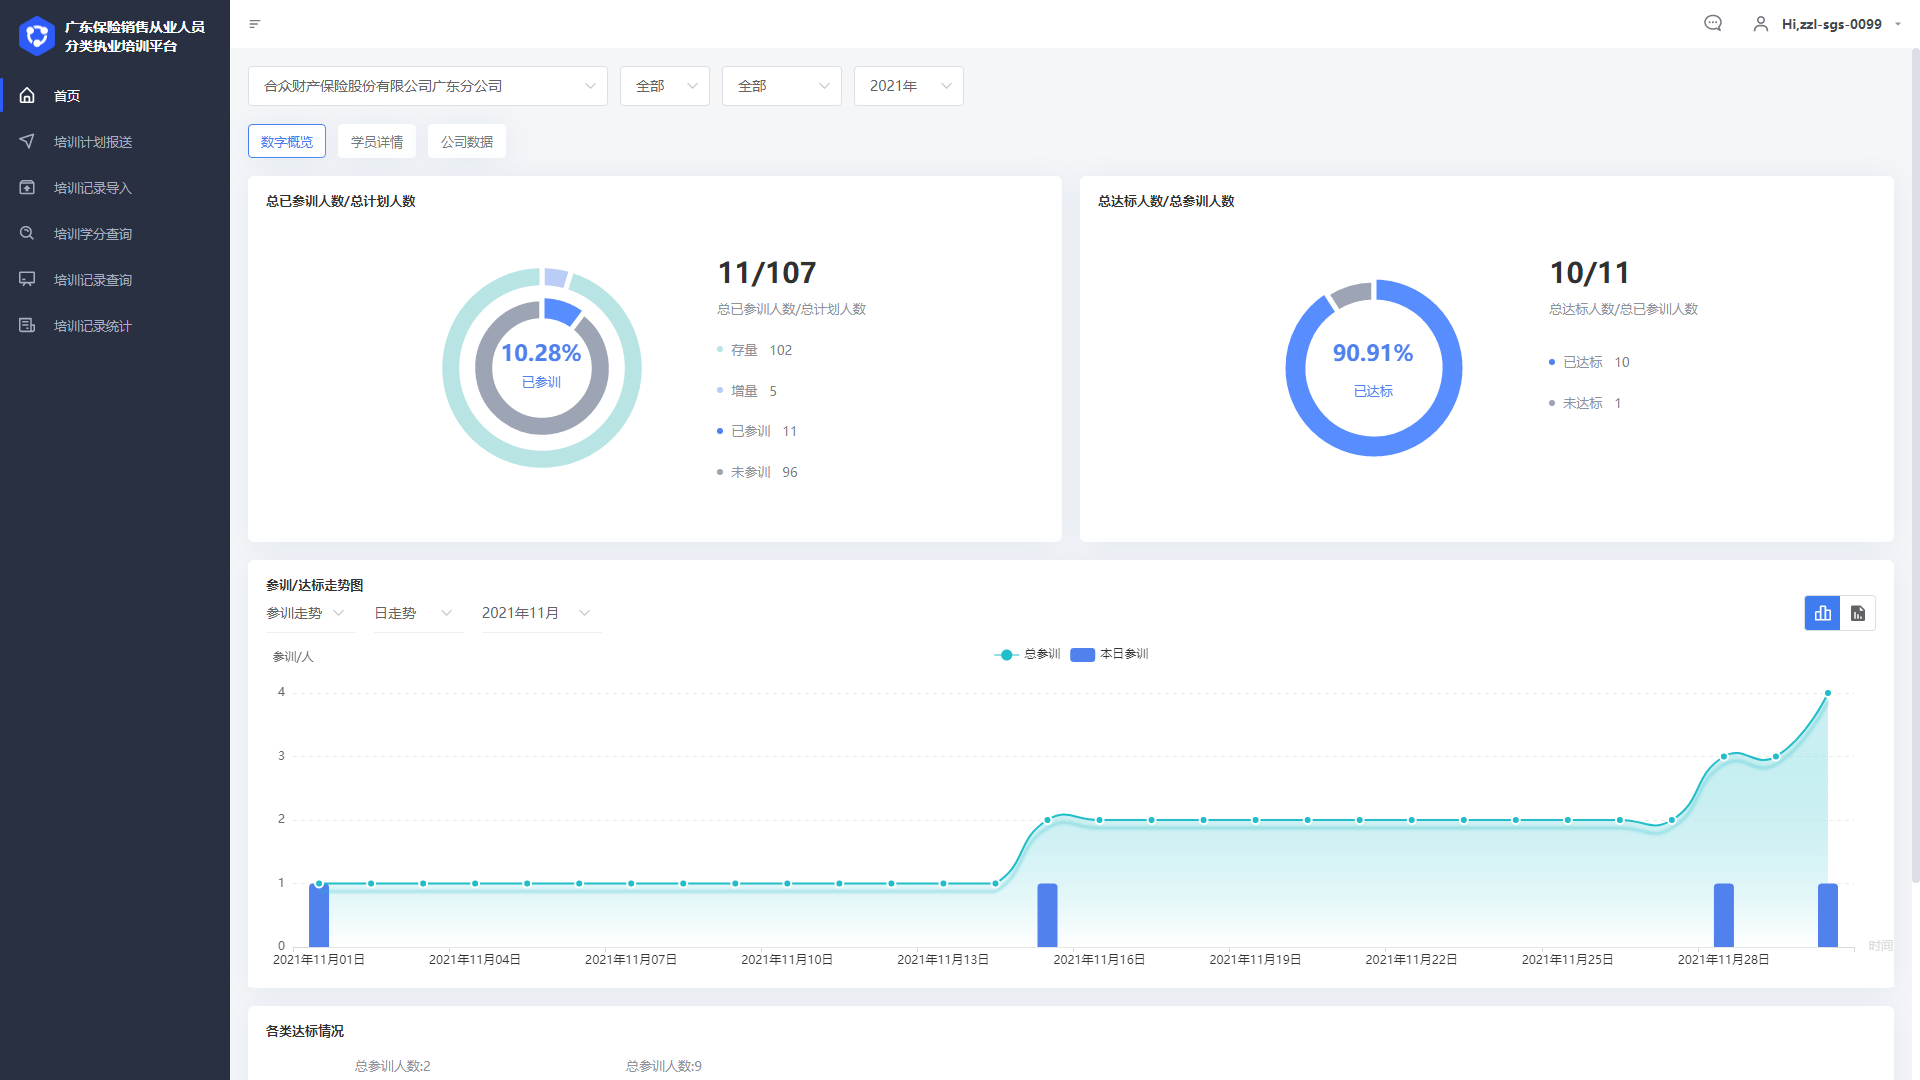 广东保险销售从业人员
分类执业培训平台
首页
培训计划报送
培训记录导入
培训学分查询
培训记录查询
培训记录统计
Hi,zzl-sgs-0099
合众财产保险股份有限公司广东分公司
全部
全部
2021年
数字概览
学员详情
公司数据
总已参训人数/总计划人数
10.28%
已参训
11/107
总已参训人数/总计划人数
存量 102
增量 5
已参训 11
未参训 96
总达标人数/总参训人数
90.91%
已达标
10/11
总达标人数/总已参训人数
已达标 10
未达标 1
参训/达标走势图
参训走势
日走势
2021年11月
参训/人
总参训
本日参训
4
3
2
1
0
2021年11月01日
2021年11月04日
2021年11月07日
2021年11月10日
2021年11月13日
2021年11月16日
2021年11月19日
2021年11月22日
2021年11月25日
2021年11月28日
时间
各类达标情况
总参训人数:2
总参训人数:9